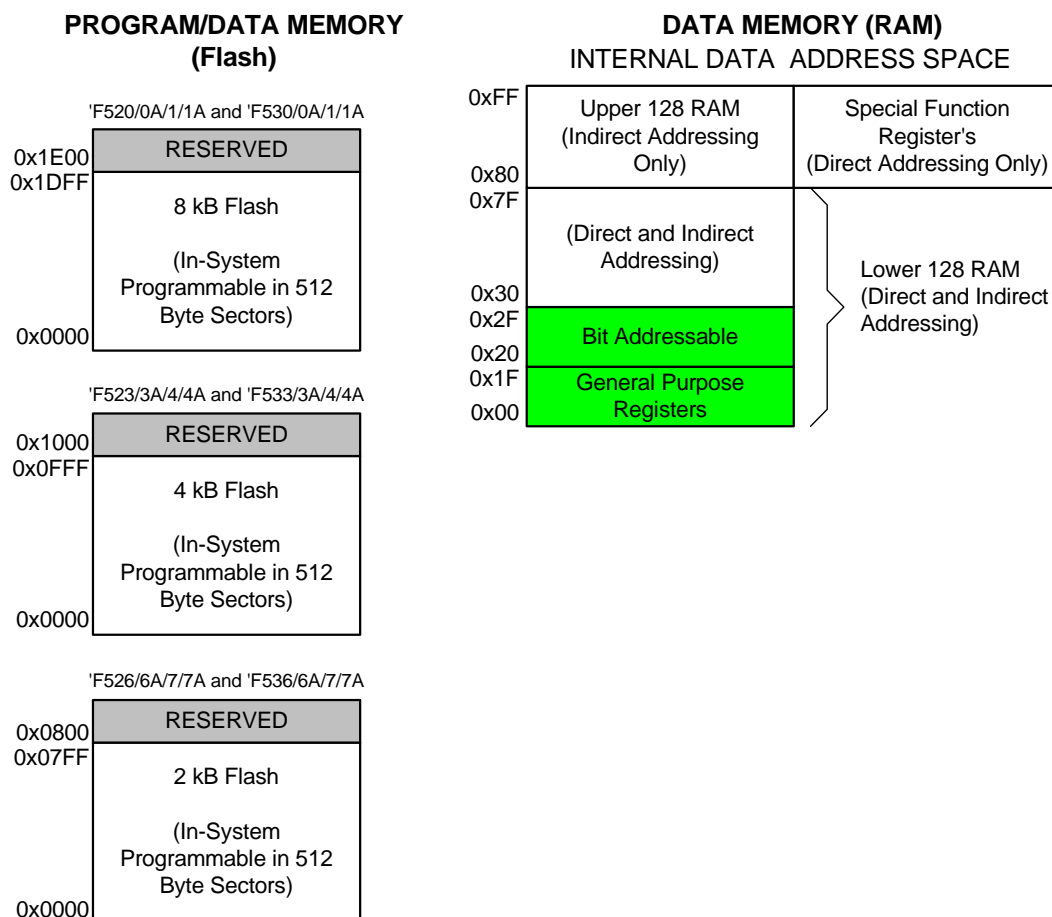 PROGRAM/DATA MEMORY
(Flash)
'F520/0A/1/1A and 'F530/0A/1/1A
0x1E00
RESERVED
0x1DFF
8 kB Flash
(In-System
Programmable in 512
Byte Sectors)
0x0000
'F523/3A/4/4A and 'F533/3A/4/4A
0x1000
RESERVED
0x0FFF
4 kB Flash
(In-System
Programmable in 512
Byte Sectors)
0x0000
'F526/6A/7/7A and 'F536/6A/7/7A
0x0800
RESERVED
0x07FF
2 kB Flash
(In-System
Programmable in 512
Byte Sectors)
0x0000
DATA MEMORY (RAM)
INTERNAL DATA ADDRESS SPACE
0xFF
Upper 128 RAM
(Indirect Addressing
Only)
0x80
Special Function
Register's
(Direct Addressing Only)
0x7F
(Direct and Indirect
Addressing)
0x30
0x2F
Bit Addressable
0x20
0x1F
General Purpose
Registers
0x00
Lower 128 RAM
(Direct and Indirect
Addressing)